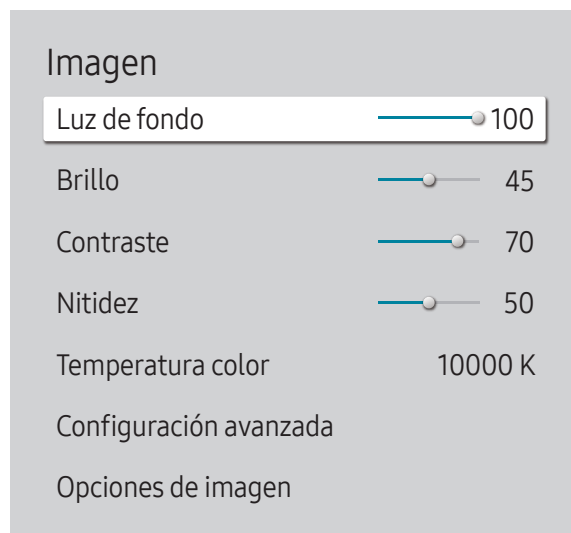 Imagen
Luz de fondo 100
Brillo 45
Contraste 70
Nitidez 50
Temperatura color 10000 K
Configuración avanzada
Opciones de imagen